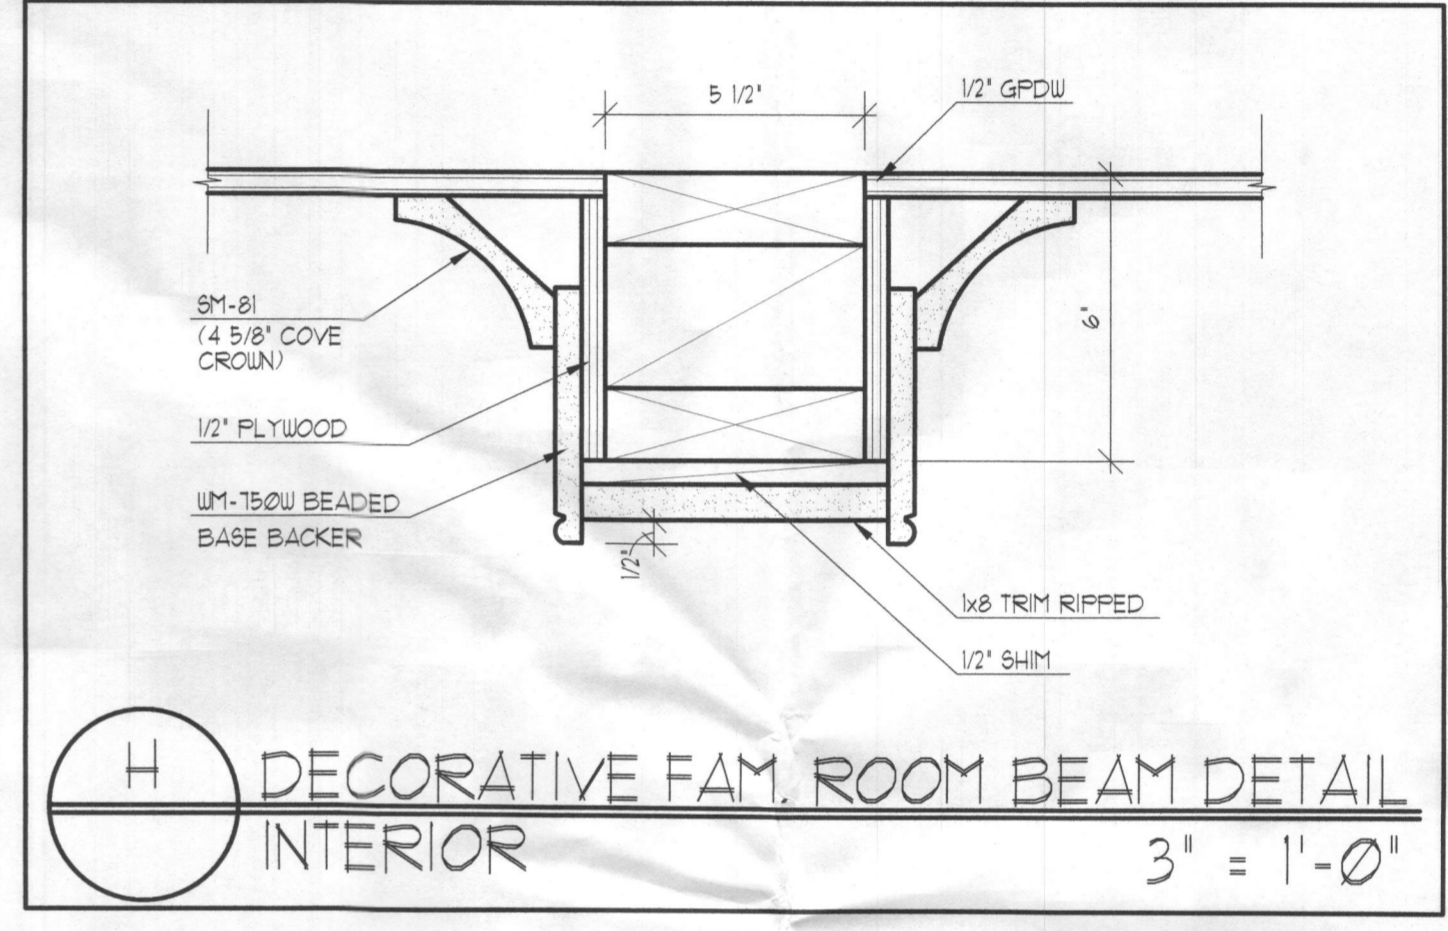 5 1/2"
1/2" GPDW
6"
SM-81
(4 5/8" COVE
CROWN)
1/2" PLYWOOD
WM-750W BEADED
BASE BACKER
1/2"
1x8 TRIM RIPPED
1/2" SHIM
H
DECORATIVE FAM. ROOM BEAM DETAIL
INTERIOR
3" = 1'-0"